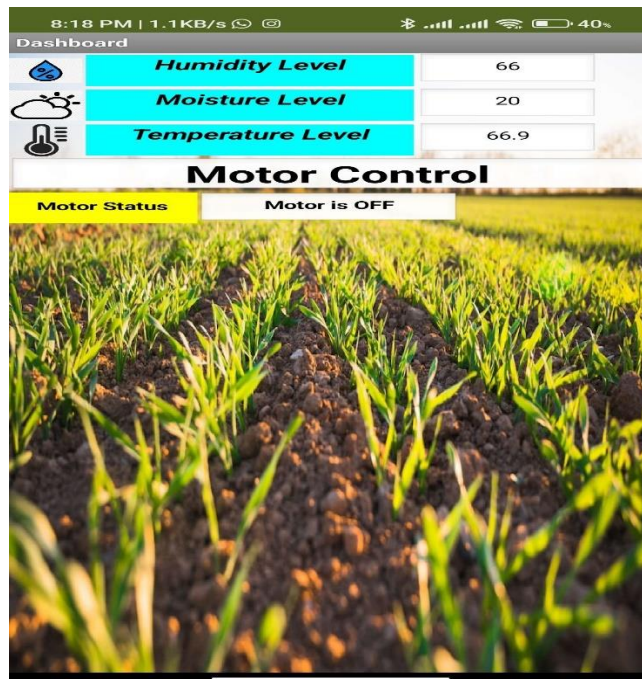 8:18 PM | 1.1KB/s 40%
Dashboard
Humidity Level 66
Moisture Level 20
Temperature Level 66.9
Motor Control
Motor Status Motor is OFF